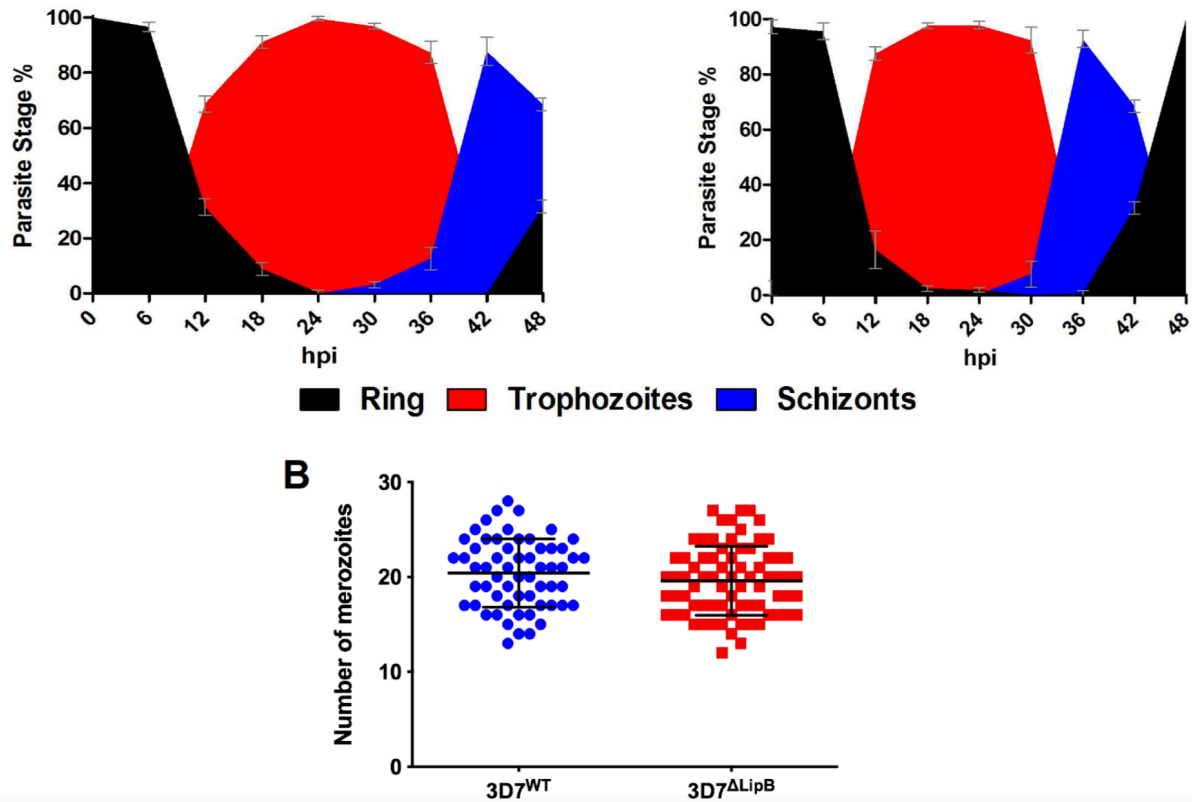 Parasite Stage %
100
80
60
40
20
0
0 6 12 18 24 30 36 42 48
hpi
Parasite Stage %
100
80
60
40
20
0
0 6 12 18 24 30 36 42 48
hpi
Ring Trophozoites Schizonts
B
Number of merozoites
30
20
10
0
3D7WT 3D7ΔLipB